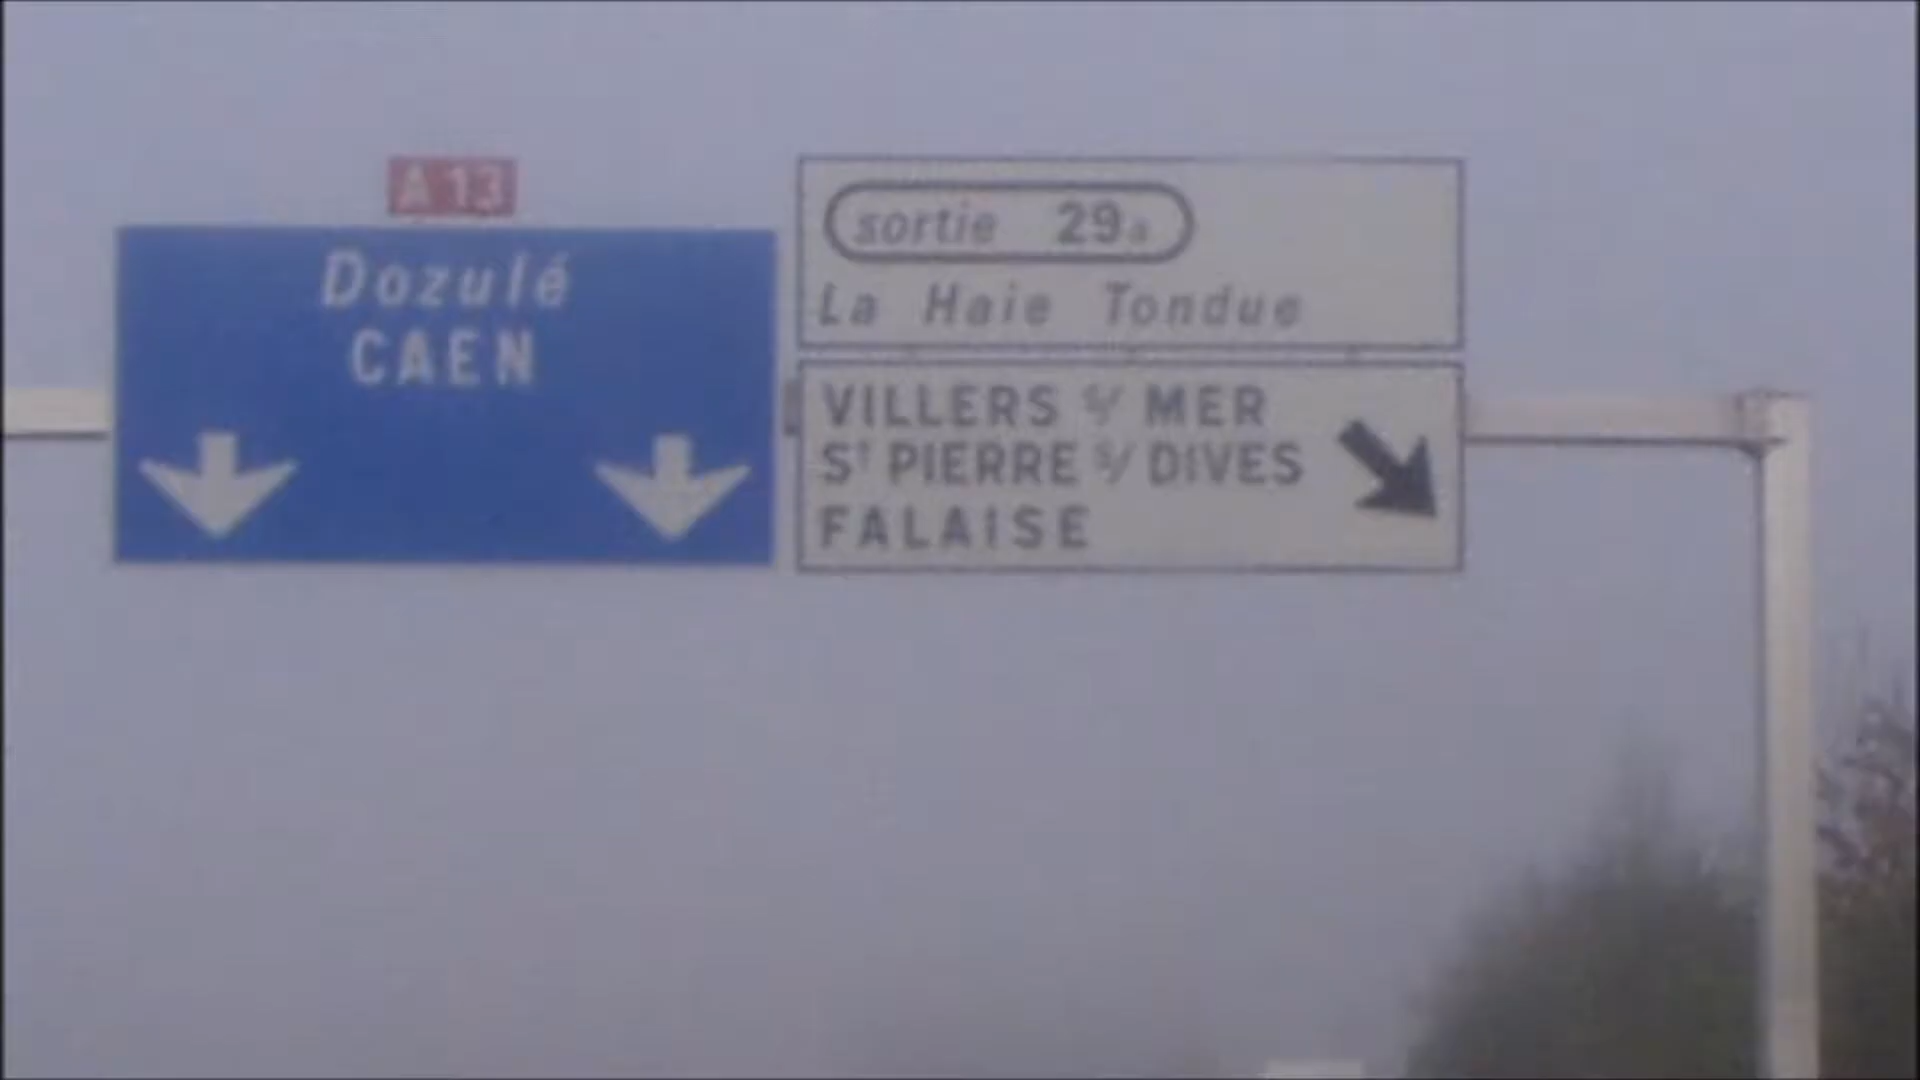 A 13
Dozulé
CAEN
sortie 29a
La Haie Tondue
VILLERS s/ MER
St PIERRE s/ DIVES
FALAISE